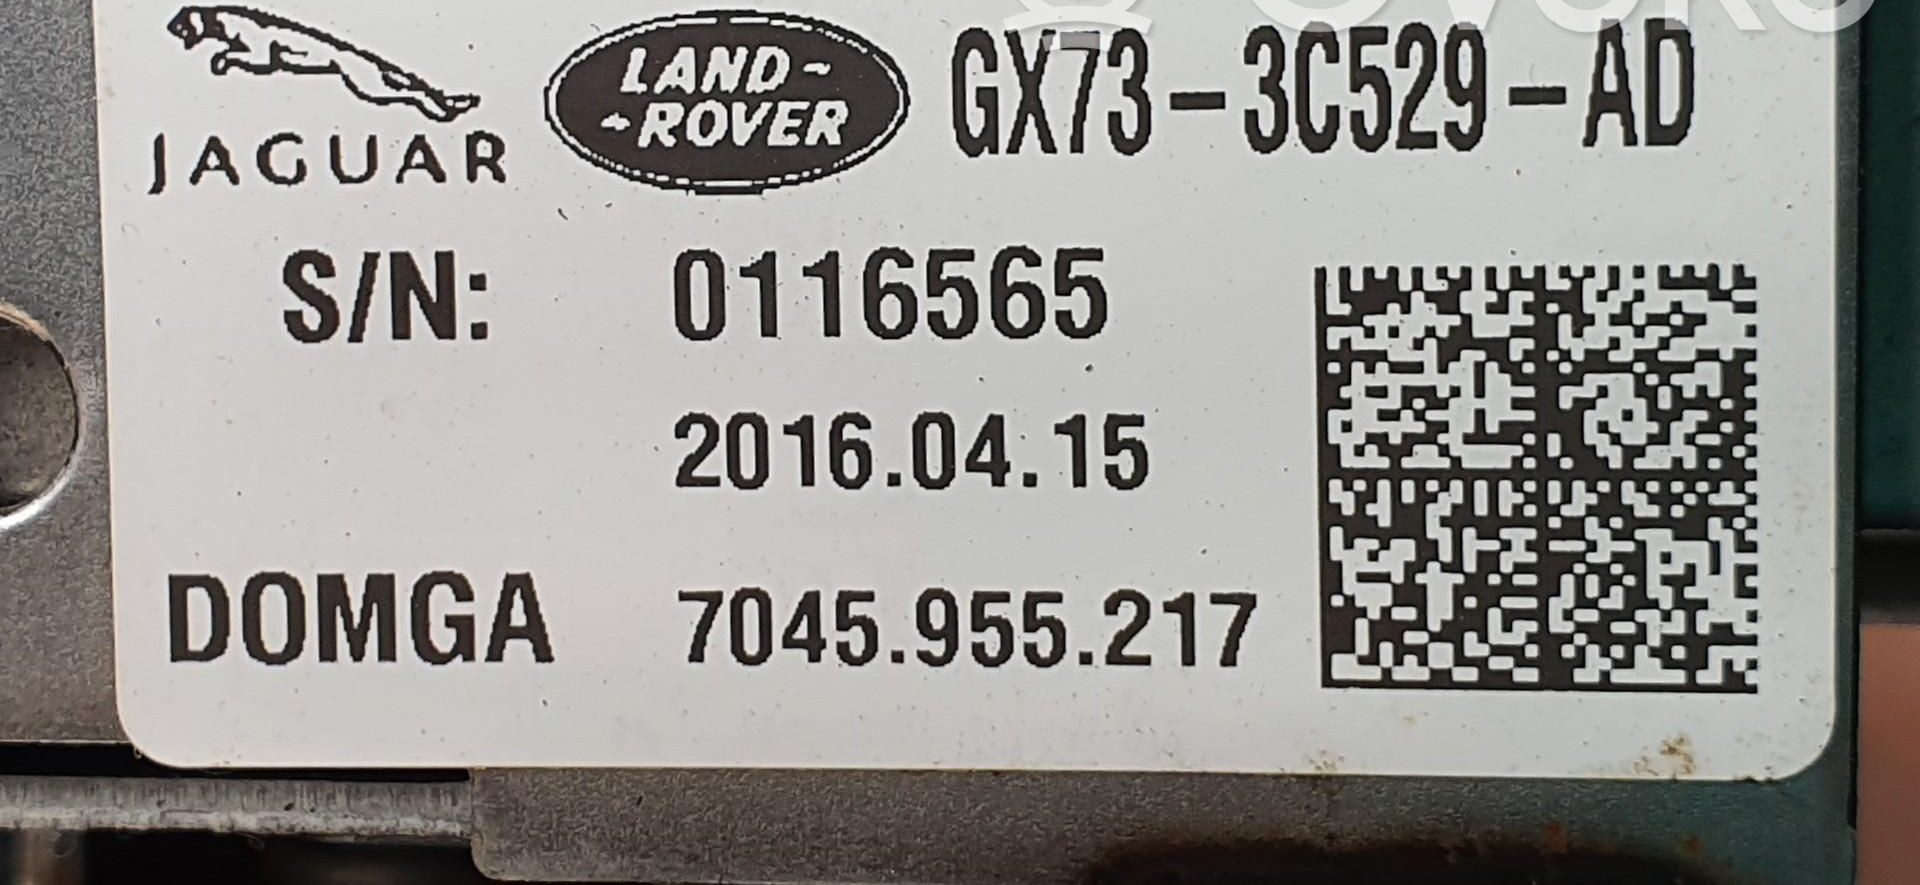 JAGUAR
LAND-
-ROVER
GX73-3C529-AD
S/N: 0116565
2016.04.15
DOMGA 7045.955.217